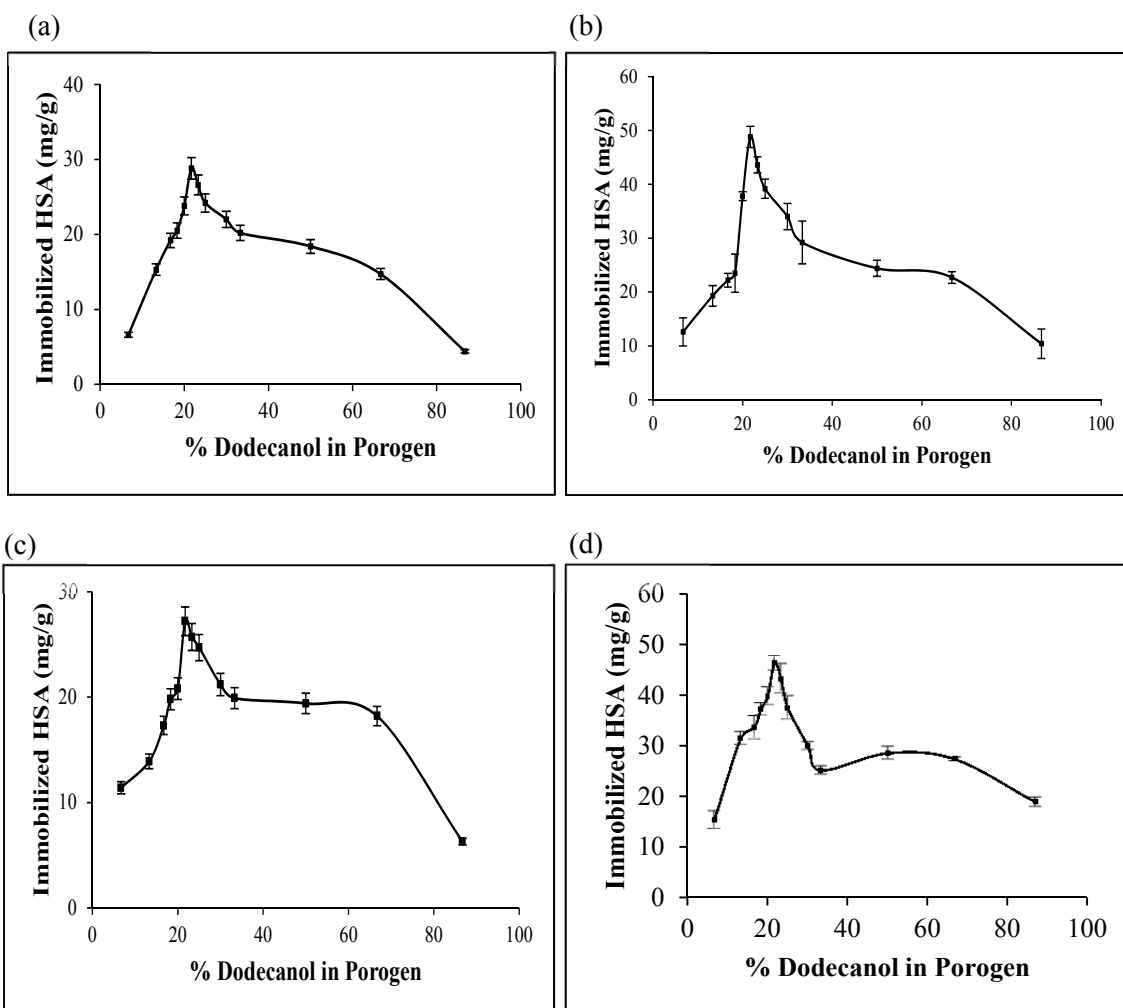 (a)
Immobilized HSA (mg/g)
40
30
20
10
0
0 20 40 60 80 100
% Dodecanol in Porogen
(b)
Immobilized HSA (mg/g)
60
50
40
30
20
10
0
0 20 40 60 80 100
% Dodecanol in Porogen
(c)
Immobilized HSA (mg/g)
30
20
10
0
0 20 40 60 80 100
% Dodecanol in Porogen
(d)
Immobilized HSA (mg/g)
60
50
40
30
20
10
0
0 20 40 60 80 100
% Dodecanol in Porogen